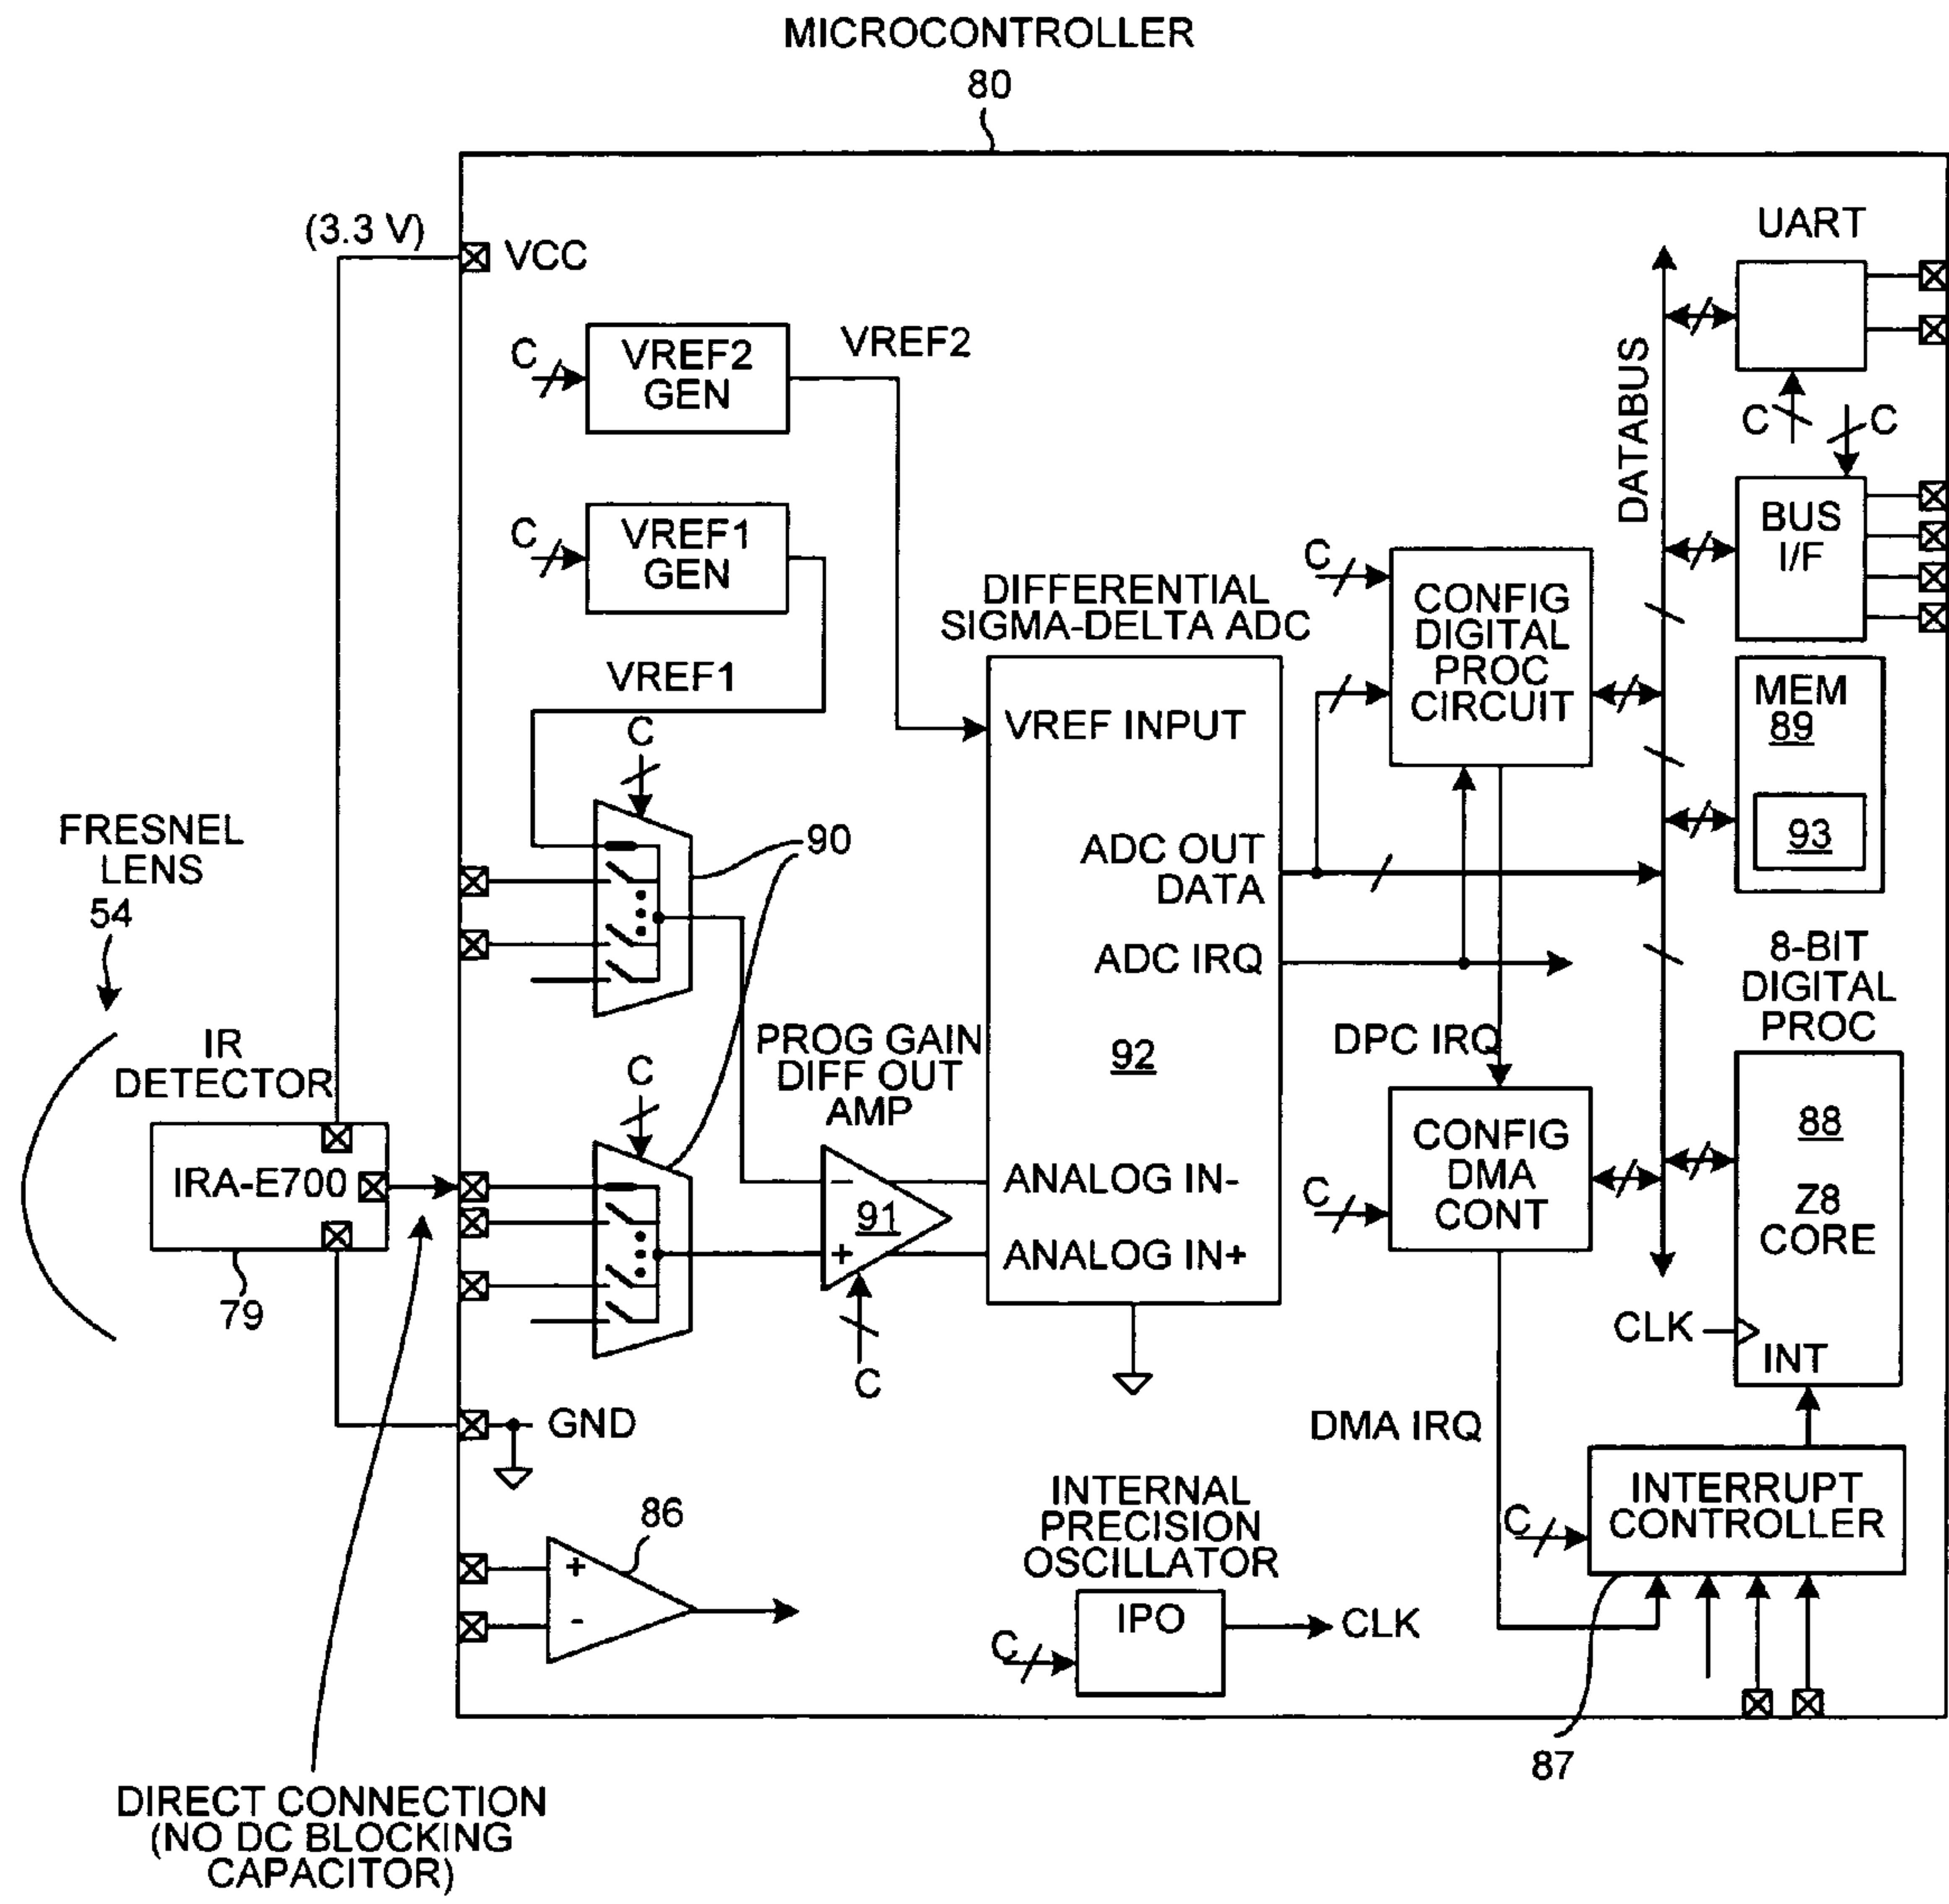 MICROCONTROLLER
80
(3.3 V)
VCC
UART
C
VREF2
GEN
VREF2
DATABUS
C
C
C
VREF1
GEN
BUS
I/F
C
CONFIG
DIGITAL
PROC
CIRCUIT
DIFFERENTIAL
SIGMA-DELTA ADC
VREF1
C
VREF INPUT
MEM
89
93
FRESNEL
LENS
54
90
ADC OUT
DATA
ADC IRQ
8-BIT
DIGITAL
PROC
IR
DETECTOR
C
PROG GAIN
DIFF OUT
AMP
92
DPC IRQ
IRA-E700
79
−
91
+
C
ANALOG IN-
ANALOG IN+
C
CONFIG
DMA
CONT
88
Z8
CORE
CLK
INT
GND
DMA IRQ
86
+
-
INTERNAL
PRECISION
OSCILLATOR
C
IPO
CLK
C
INTERRUPT
CONTROLLER
87
DIRECT CONNECTION
(NO DC BLOCKING
CAPACITOR)